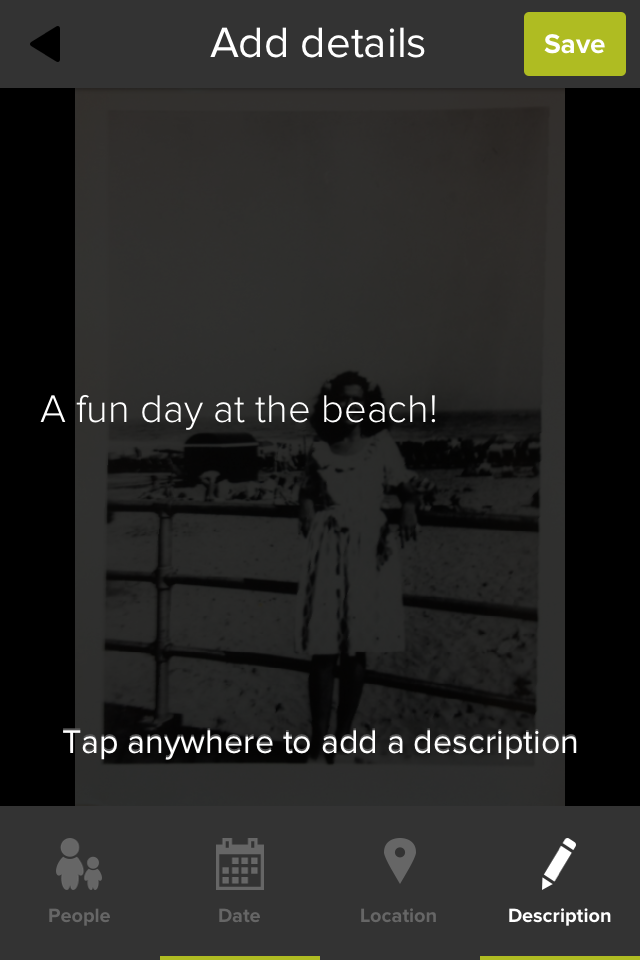 Add details
Save
A fun day at the beach!
Tap anywhere to add a description
People
Date
Location
Description